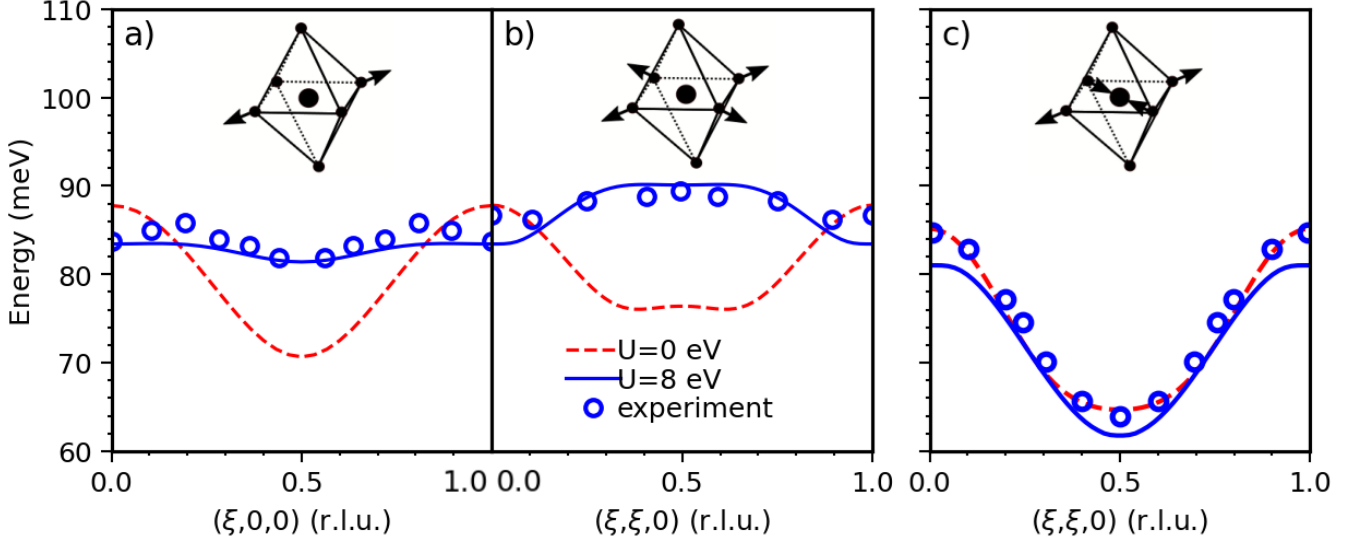 a)
b)
c)
110
100
90
80
70
60
Energy (meV)
U=0 eV
U=8 eV
experiment
0.0
0.5
1.0
0.0
0.5
1.0
0.0
0.5
1.0
(ξ,0,0) (r.l.u.)
(ξ,ξ,0) (r.l.u.)
(ξ,ξ,0) (r.l.u.)